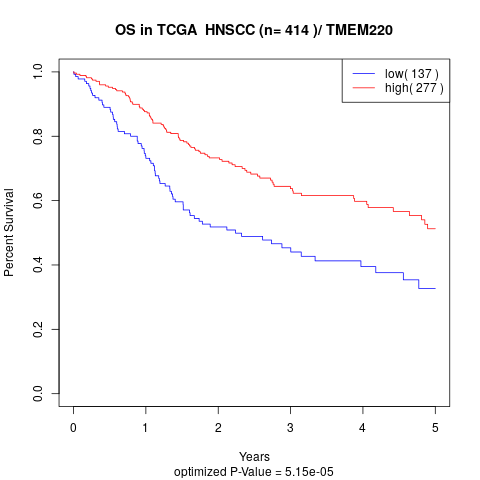 OS in TCGA  HNSCC (n= 414 )/ TMEM220
low( 137 )
high( 277 )
Percent Survival
1.0
0.8
0.6
0.4
0.2
0.0
0 1 2 3 4 5
Years
optimized P-Value = 5.15e-05